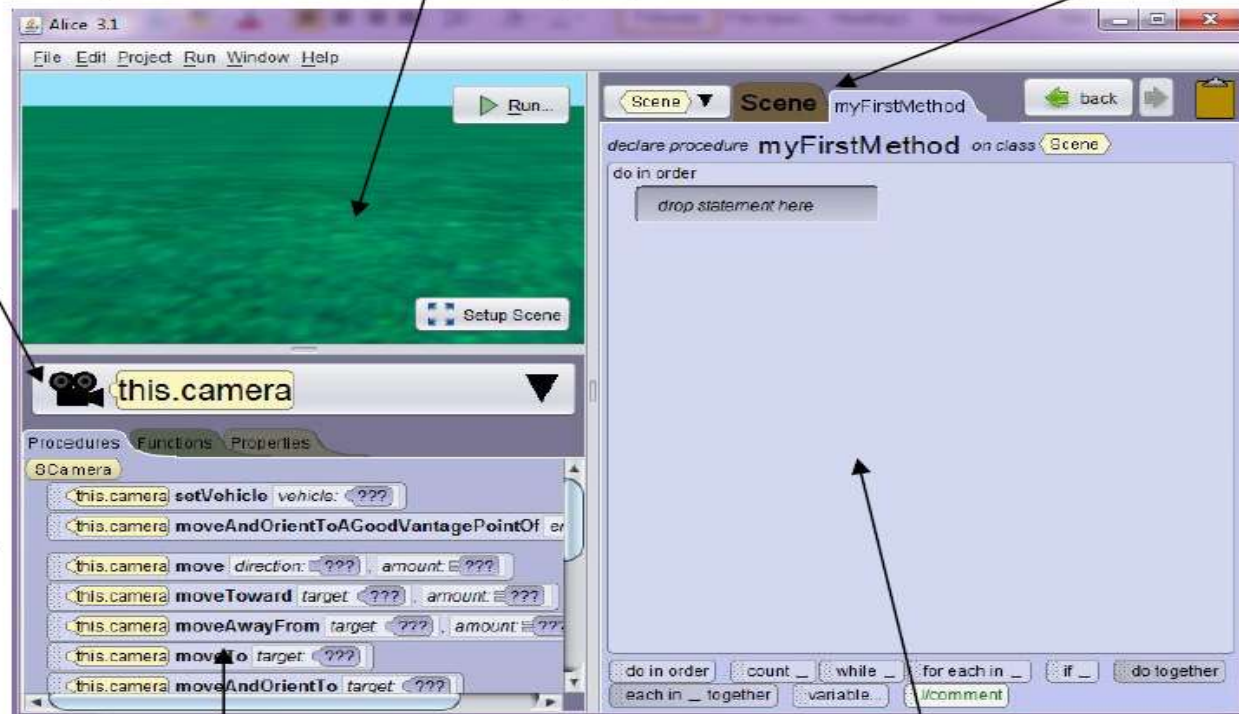 Alice 3.1
File Edit Project Run Window Help
Run...
Setup Scene
this.camera
Procedures Functions Properties
SCamera
this.camera setVehicle vehicle: ???
this.camera moveAndOrientToAGoodVantagePointOf
this.camera move direction: ??? , amount: ???
this.camera moveToward target: ??? , amount: ???
this.camera moveAwayFrom target: ??? , amount: ???
this.camera moveTo target: ???
this.camera moveAndOrientTo target: ???
Scene Scene myFirstMethod back
declare procedure myFirstMethod on class Scene
do in order
drop statement here
do in order count _ while _ for each in _ if _ do together
each in _ together variable... //comment